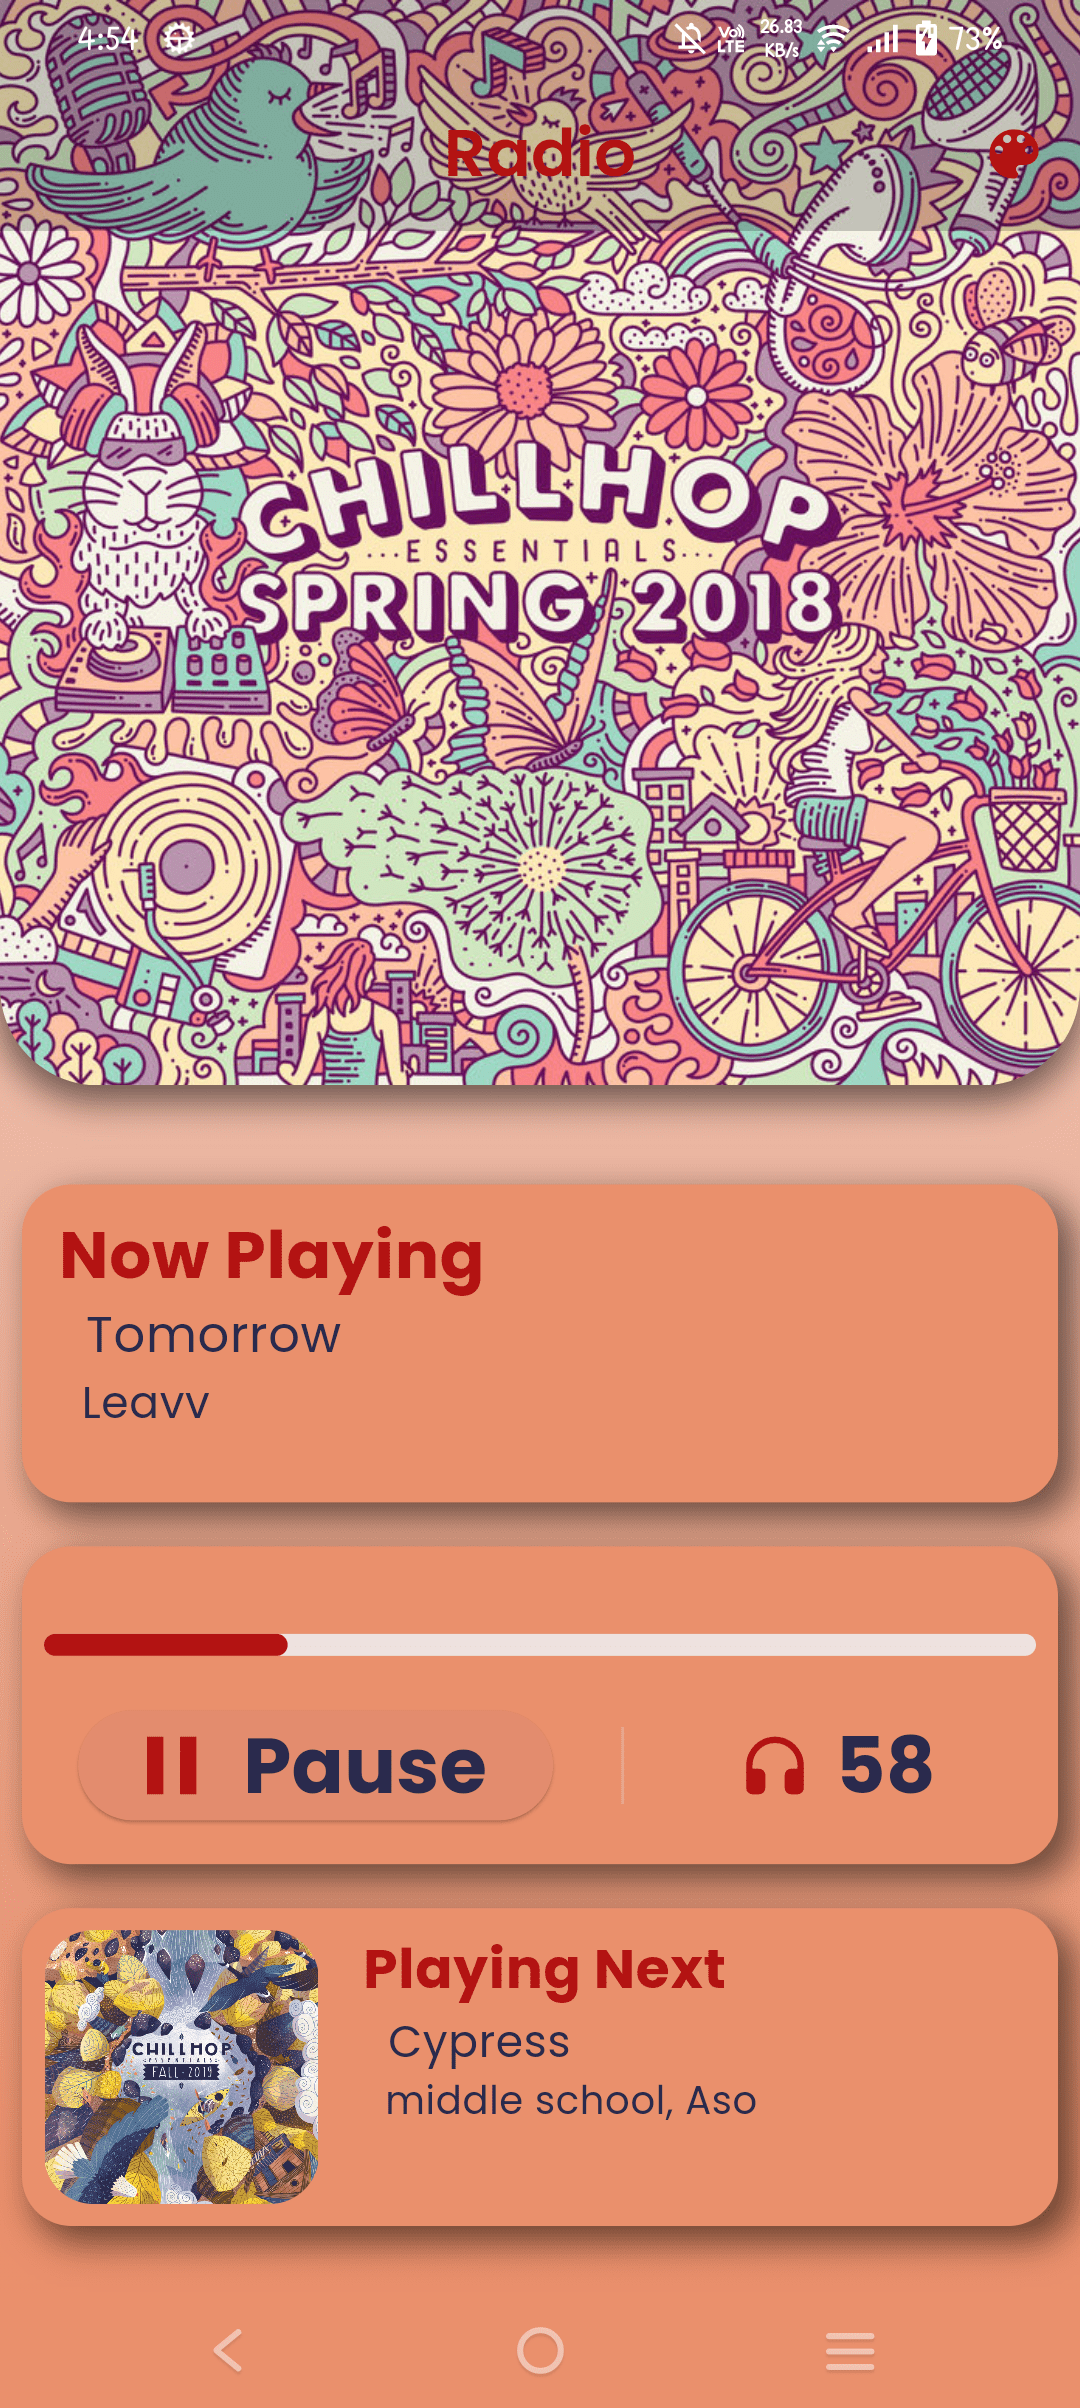 4:54
Vo)) LTE
26.83 KB/s
73%
Radio
CHILLHOP
ESSENTIALS
SPRING 2018
Now Playing
Tomorrow
Leavv
Pause
58
CHILLHOP
ESSENTIALS
FALL · 2019
Playing Next
Cypress
middle school, Aso